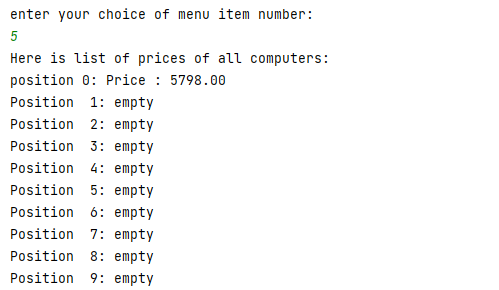 enter your choice of menu item number:
5
Here is list of prices of all computers:
position 0: Price : 5798.00
Position  1: empty
Position  2: empty
Position  3: empty
Position  4: empty
Position  5: empty
Position  6: empty
Position  7: empty
Position  8: empty
Position  9: empty